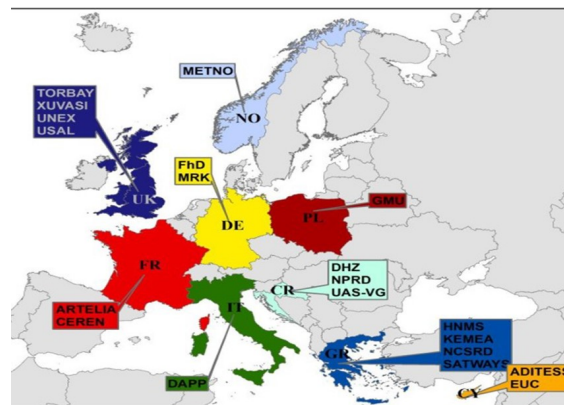 METNO
NO
TORBAY
XUVASI
UNEX
USAL
UK
FhD
MRK
DE
GMU
PL
FR
ARTELIA
CEREN
DHZ
NPRD
UAS-VG
CR
IT
DAPP
HNMS
KEMEA
NCSRD
SATWAYS
GR
ADITESS
EUC
CY